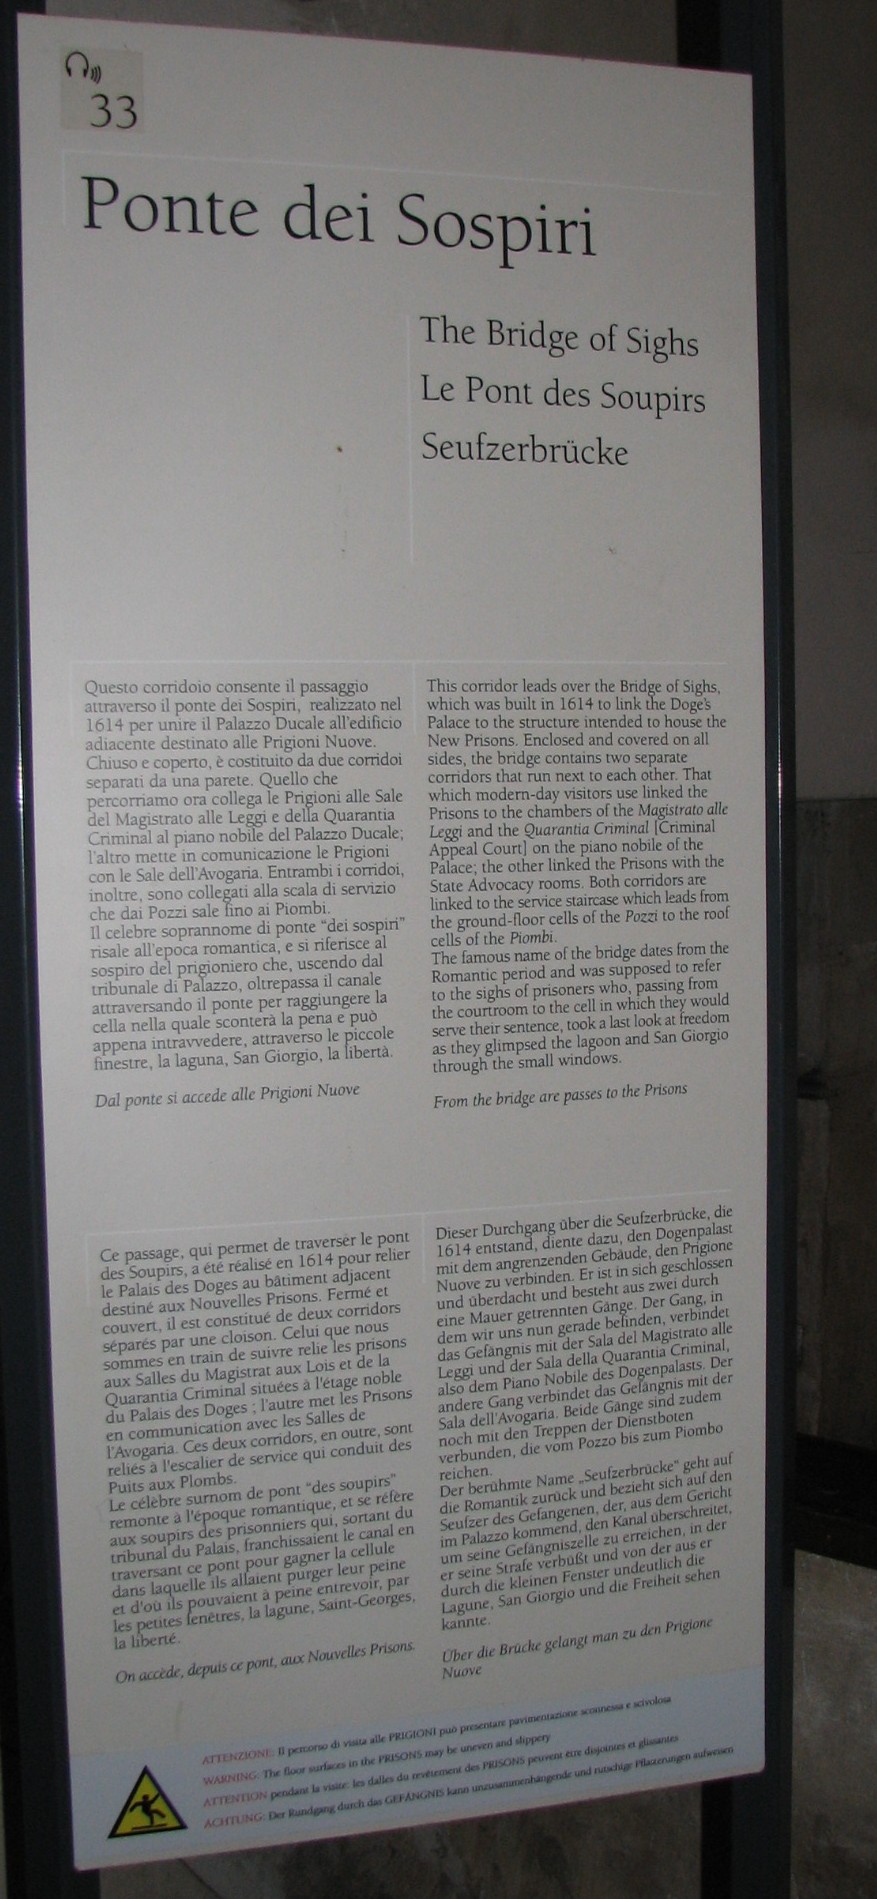 33
Ponte dei Sospiri
The Bridge of Sighs
Le Pont des Soupirs
Seufzerbrücke
Questo corridoio consente il passaggio
attraverso il ponte dei Sospiri, realizzato nel
1614 per unire il Palazzo Ducale all'edificio
adiacente destinato alle Prigioni Nuove.
Chiuso e coperto, è costituito da due corridoi
separati da una parete. Quello che
percorriamo ora collega le Prigioni alle Sale
del Magistrato alle Leggi e della Quarantia
Criminal al piano nobile del Palazzo Ducale;
l'altro mette in comunicazione le Prigioni
con le Sale dell'Avogaria. Entrambi i corridoi,
inoltre, sono collegati alla scala di servizio
che dai Pozzi sale fino ai Piombi.
Il celebre soprannome di ponte “dei sospiri”
risale all'epoca romantica, e si riferisce al
sospiro del prigioniero che, uscendo dal
tribunale di Palazzo, oltrepassa il canale
attraversando il ponte per raggiungere la
cella nella quale sconterà la pena e può
appena intravvedere, attraverso le piccole
finestre, la laguna, San Giorgio, la libertà.
Dal ponte si accede alle Prigioni Nuove
This corridor leads over the Bridge of Sighs,
which was built in 1614 to link the Doge's
Palace to the structure intended to house the
New Prisons. Enclosed and covered on all
sides, the bridge contains two separate
corridors that run next to each other. That
which modern-day visitors use linked the
Prisons to the chambers of the Magistrato alle
Leggi and the Quarantia Criminal [Criminal
Appeal Court] on the piano nobile of the
Palace; the other linked the Prisons with the
State Advocacy rooms. Both corridors are
linked to the service staircase which leads from
the ground-floor cells of the Pozzi to the roof
cells of the Piombi.
The famous name of the bridge dates from the
Romantic period and was supposed to refer
to the sighs of prisoners who, passing from
the courtroom to the cell in which they would
serve their sentence, took a last look at freedom
as they glimpsed the lagoon and San Giorgio
through the small windows.
From the bridge are passes to the Prisons
Ce passage, qui permet de traverser le pont
des Soupirs, a été réalisé en 1614 pour relier
le Palais des Doges au bâtiment adjacent
destiné aux Nouvelles Prisons. Fermé et
couvert, il est constitué de deux corridors
séparés par une cloison. Celui que nous
sommes en train de suivre relie les prisons
aux Salles du Magistrat aux Lois et de la
Quarantia Criminal situées à l'étage noble
du Palais des Doges ; l'autre met les Prisons
en communication avec les Salles de
l'Avogaria. Ces deux corridors, en outre, sont
reliés à l'escalier de service qui conduit des
Puits aux Plombs.
Le célèbre surnom de pont “des soupirs”
remonte à l'époque romantique, et se réfère
aux soupirs des prisonniers qui, sortant du
tribunal du Palais, franchissaient le canal en
traversant ce pont pour gagner la cellule
dans laquelle ils allaient purger leur peine
et d'où ils pouvaient à peine entrevoir, par
les petites fenêtres, la lagune, Saint-Georges,
la liberté.
On accède, depuis ce pont, aux Nouvelles Prisons.
Dieser Durchgang über die Seufzerbrücke, die
1614 entstand, diente dazu, den Dogenpalast
mit dem angrenzenden Gebäude, den Prigione
Nuove zu verbinden. Er ist in sich geschlossen
und überdacht und besteht aus zwei durch
eine Mauer getrennten Gänge. Der Gang, in
dem wir uns nun gerade befinden, verbindet
das Gefängnis mit der Sala del Magistrato alle
Leggi und der Sala della Quarantia Criminal,
also dem Piano Nobile des Dogenpalasts. Der
andere Gang verbindet das Gefängnis mit der
Sala dell'Avogaria. Beide Gänge sind zudem
noch mit den Treppen der Dienstboten
verbunden, die vom Pozzo bis zum Piombo
reichen.
Der berühmte Name „Seufzerbrücke” geht auf
die Romantik zurück und bezieht sich auf den
Seufzer des Gefangenen, der, aus dem Gericht
im Palazzo kommend, den Kanal überschreitet,
um seine Gefängniszelle zu erreichen, in der
er seine Strafe verbüßt und von der aus er
durch die kleinen Fenster undeutlich die
Lagune, San Giorgio und die Freiheit sehen
kannte.
Über die Brücke gelangt man zu den Prigione
Nuove
ATTENZIONE: Il percorso di visita alle PRIGIONI può presentare pavimentazione sconnessa e scivolosa
WARNING: The floor surfaces in the PRISONS may be uneven and slippery
ATTENTION pendant la visite: les dalles du revêtement des PRISONS peuvent être disjointes et glissantes
ACHTUNG: Der Rundgang durch das GEFÄNGNIS kann unzusammenhängende und rutschige Pflasterungen aufweisen